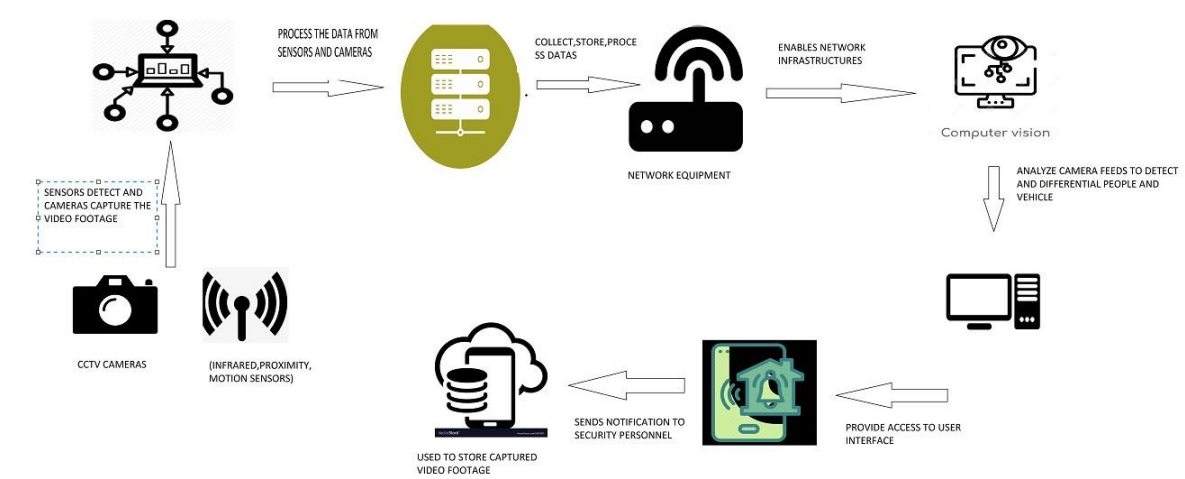 PROCESS THE DATA FROM
SENSORS AND CAMERAS
COLLECT,STORE,PROCE
SS DATAS
ENABLES NETWORK
INFRASTRUCTURES
Computer vision
NETWORK EQUIPMENT
ANALYZE CAMERA FEEDS TO DETECT
AND DIFFERENTIAL PEOPLE AND
VEHICLE
SENSORS DETECT AND
CAMERAS CAPTURE THE
VIDEO FOOTAGE
CCTV CAMERAS
(INFRARED,PROXIMITY,
MOTION SENSORS)
USED TO STORE CAPTURED
VIDEO FOOTAGE
SENDS NOTIFICATION TO
SECURITY PERSONNEL
PROVIDE ACCESS TO USER
INTERFACE